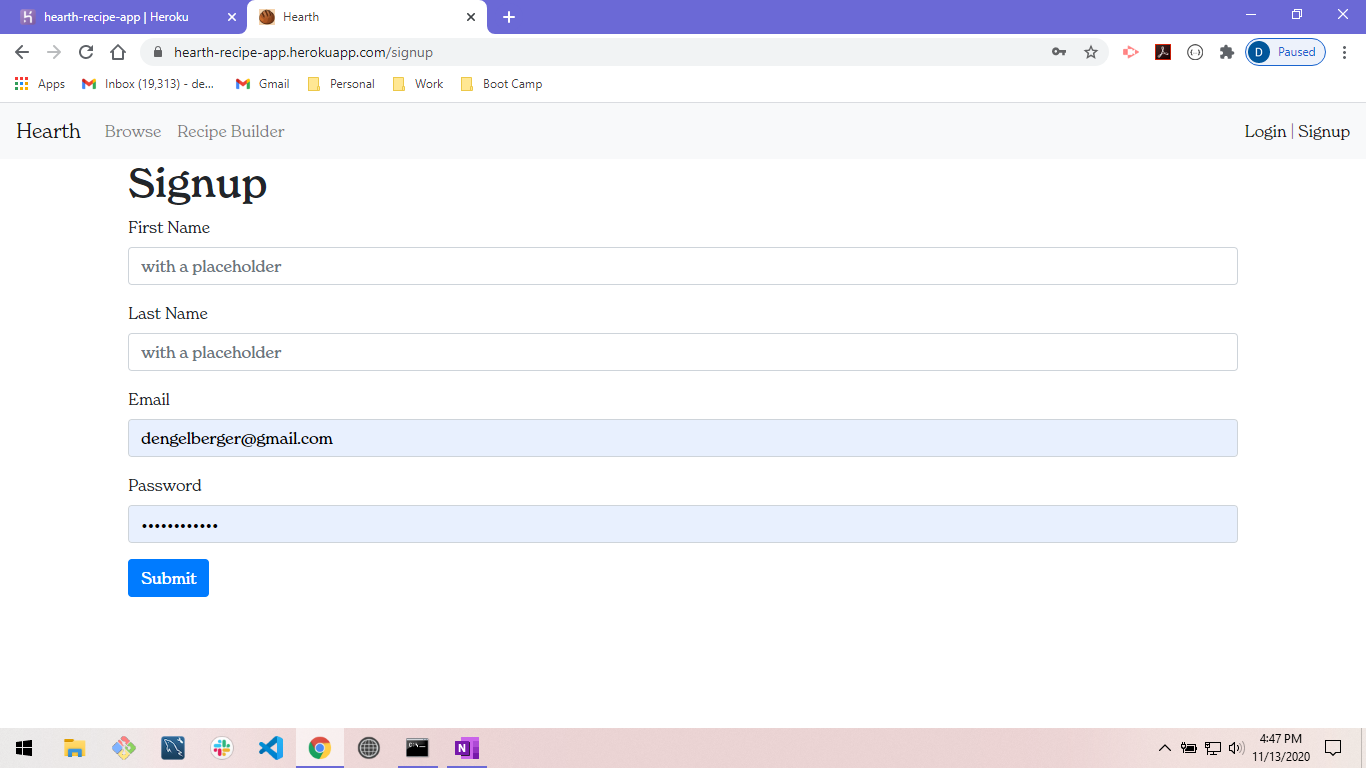 hearth-recipe-app | Heroku
Hearth
hearth-recipe-app.herokuapp.com/signup
D Paused
Apps Inbox (19,313) - de... Gmail Personal Work Boot Camp
Hearth Browse Recipe Builder Login | Signup
Signup
First Name
with a placeholder
Last Name
with a placeholder
Email
dengelberger@gmail.com
Password
••••••••••••
Submit
4:47 PM
11/13/2020